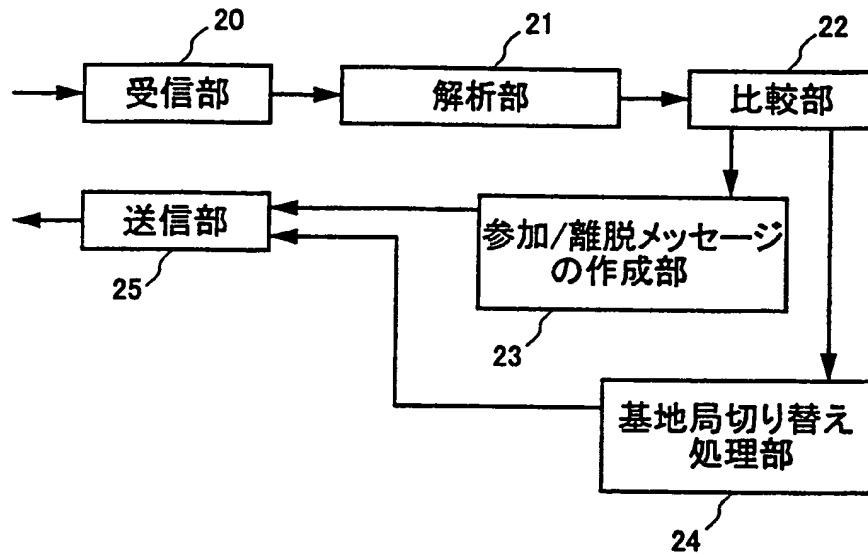 20
21
22
受信部
解析部
比較部
送信部
25
参加/離脱メッセージ
の作成部
23
基地局切り替え
処理部
24